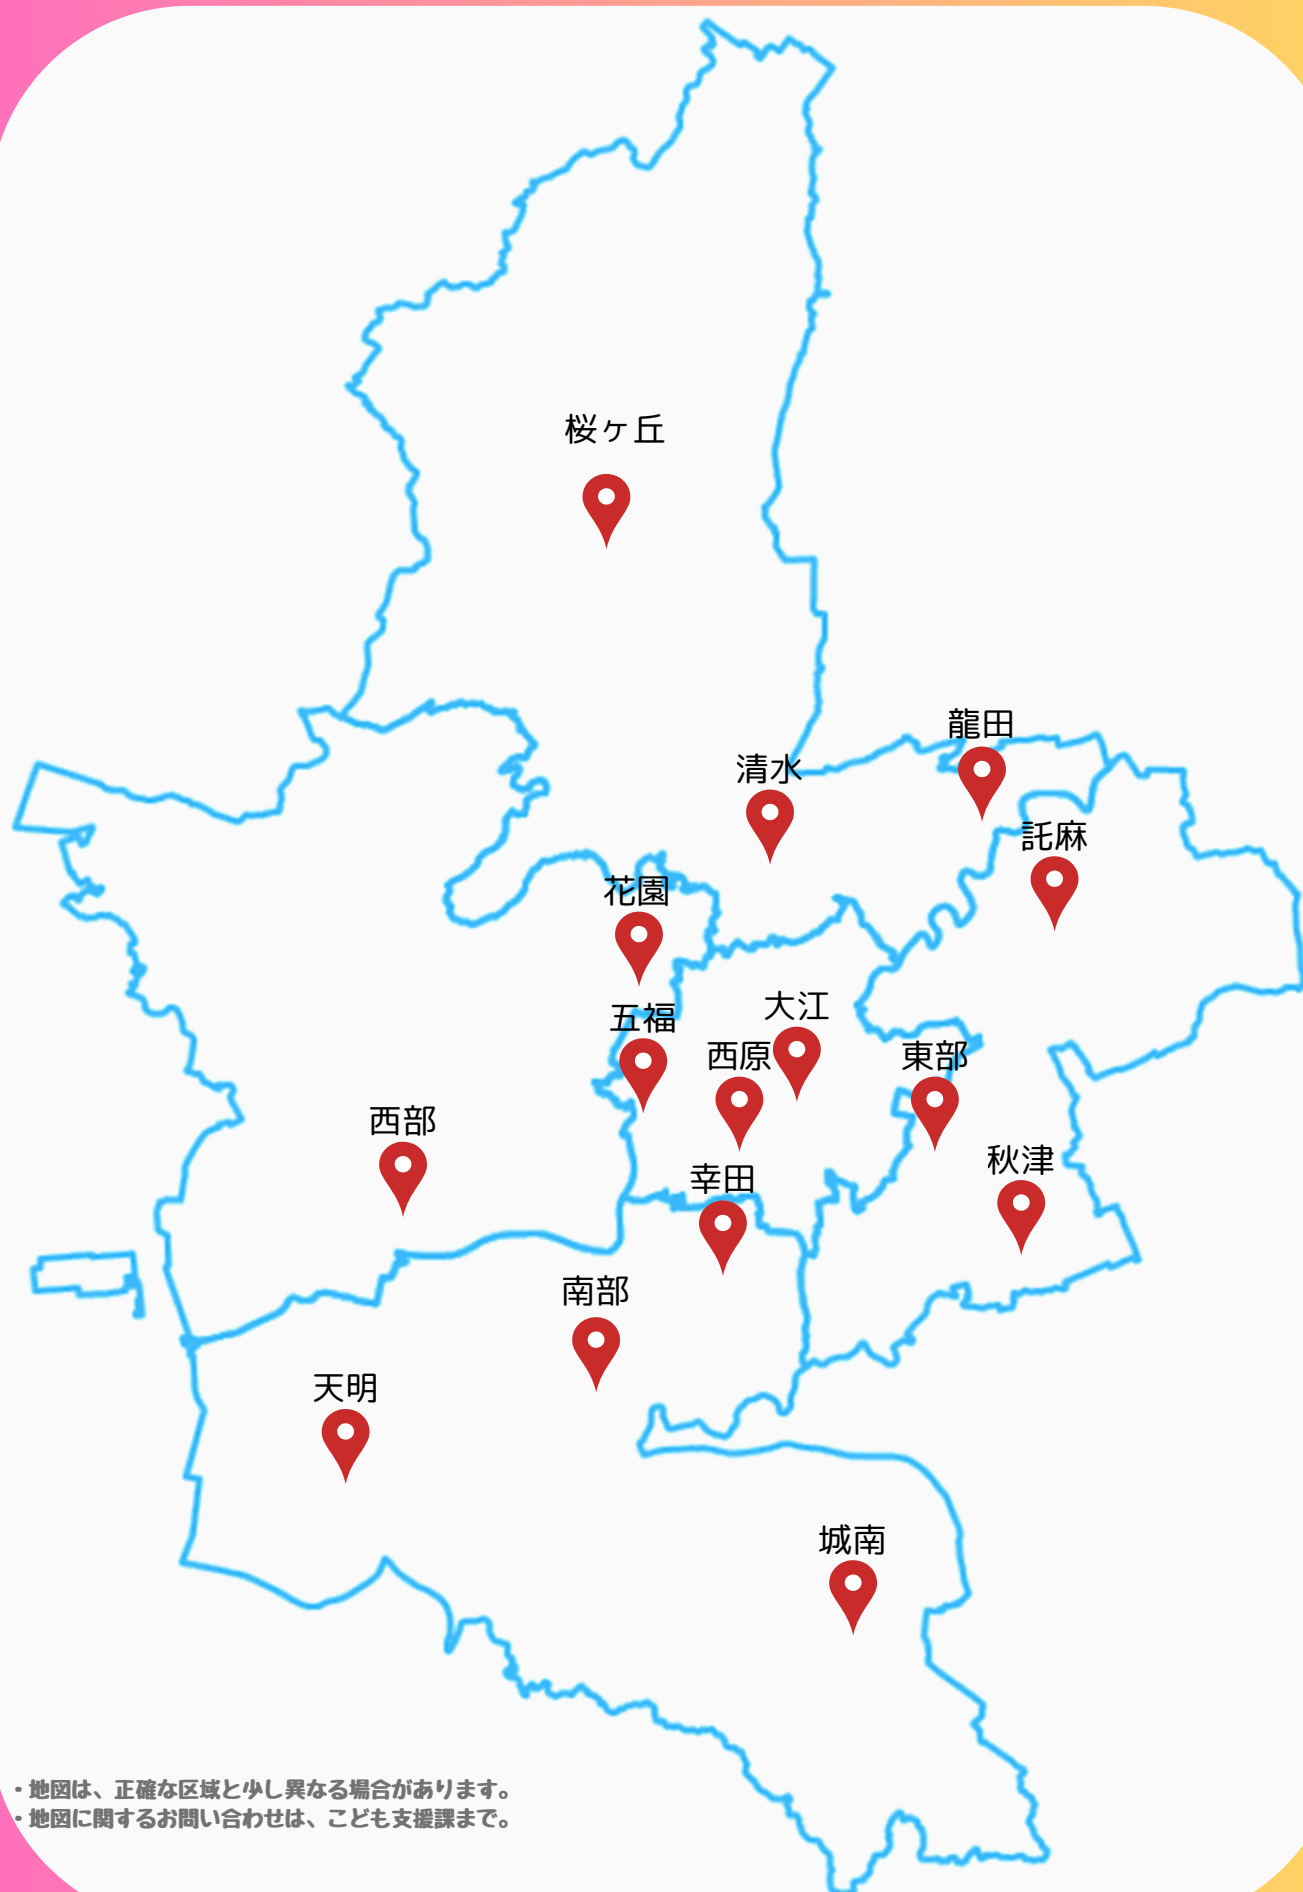 桜ヶ丘
龍田
清水
託麻
花園
大江
五福
西原
東部
西部
秋津
幸田
南部
天明
城南
・地図は、正確な区域と少し異なる場合があります。
・地図に関するお問い合わせは、こども支援課まで。